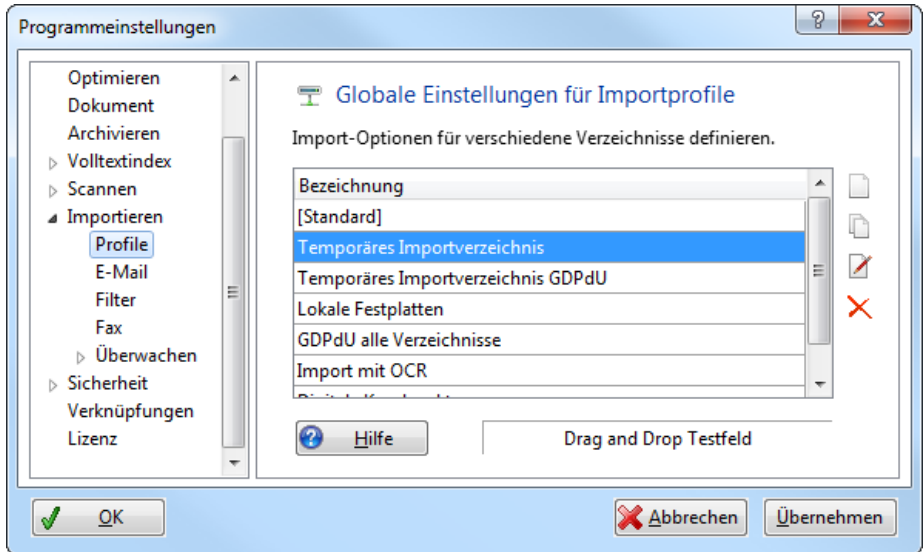 Programmeinstellungen
Optimieren
Dokument
Archivieren
Volltextindex
Scannen
Importieren
Profile
E-Mail
Filter
Fax
Überwachen
Sicherheit
Verknüpfungen
Lizenz
Globale Einstellungen für Importprofile
Import-Optionen für verschiedene Verzeichnisse definieren.
Bezeichnung
[Standard]
Temporäres Importverzeichnis
Temporäres Importverzeichnis GDPdU
Lokale Festplatten
GDPdU alle Verzeichnisse
Import mit OCR
Hilfe
Drag and Drop Testfeld
OK
Abbrechen
Übernehmen